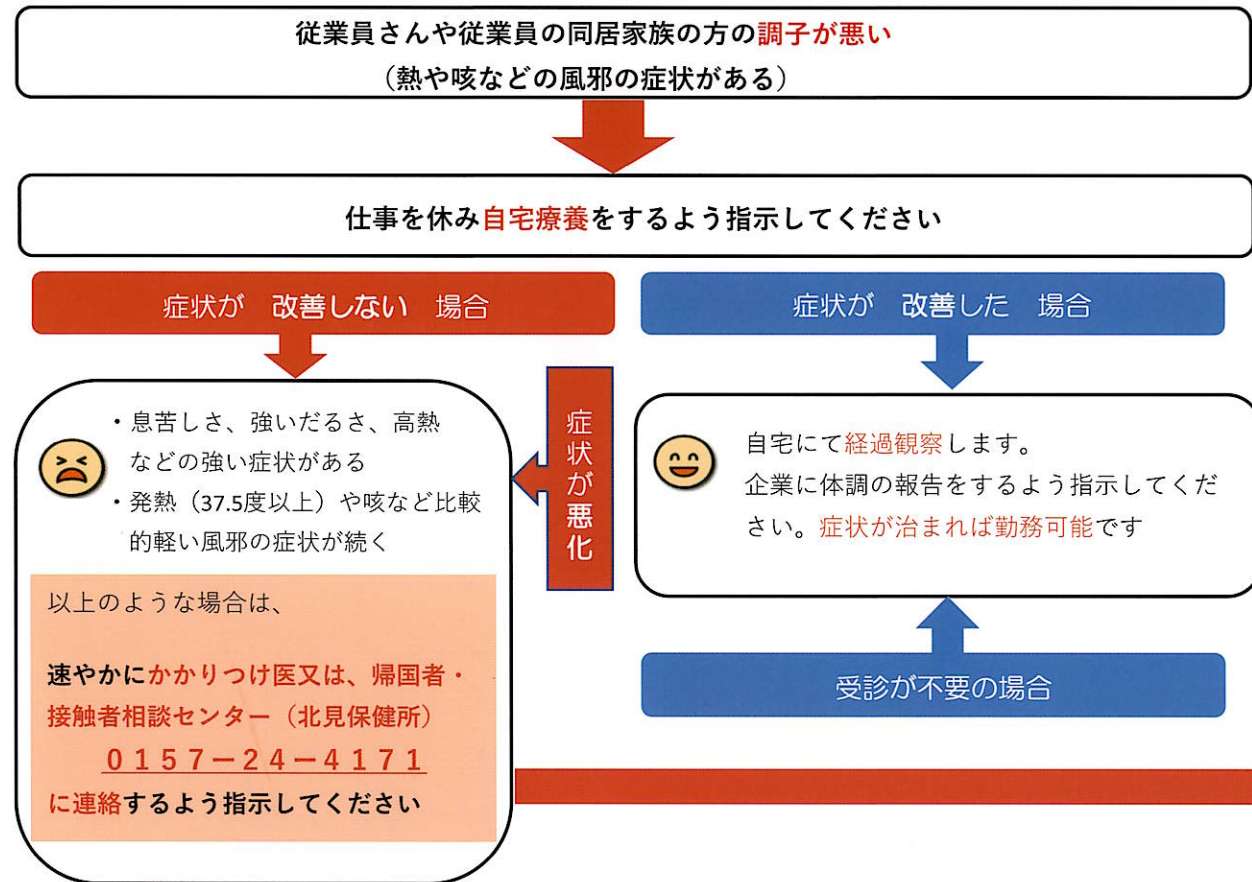 従業員さんや従業員の同居家族の方の調子が悪い
（熱や咳などの風邪の症状がある）
仕事を休み自宅療養をするよう指示してください
症状が 改善しない 場合
・息苦しさ、強いだるさ、高熱
などの強い症状がある
・発熱（37.5度以上）や咳など比較
的軽い風邪の症状が続く
以上のような場合は、
速やかにかかりつけ医又は、帰国者・
接触者相談センター（北見保健所）
０１５７－２４－４１７１
に連絡するよう指示してください
症状が悪化
症状が 改善した 場合
自宅にて経過観察します。
企業に体調の報告をするよう指示してくだ
さい。症状が治まれば勤務可能です
受診が不要の場合